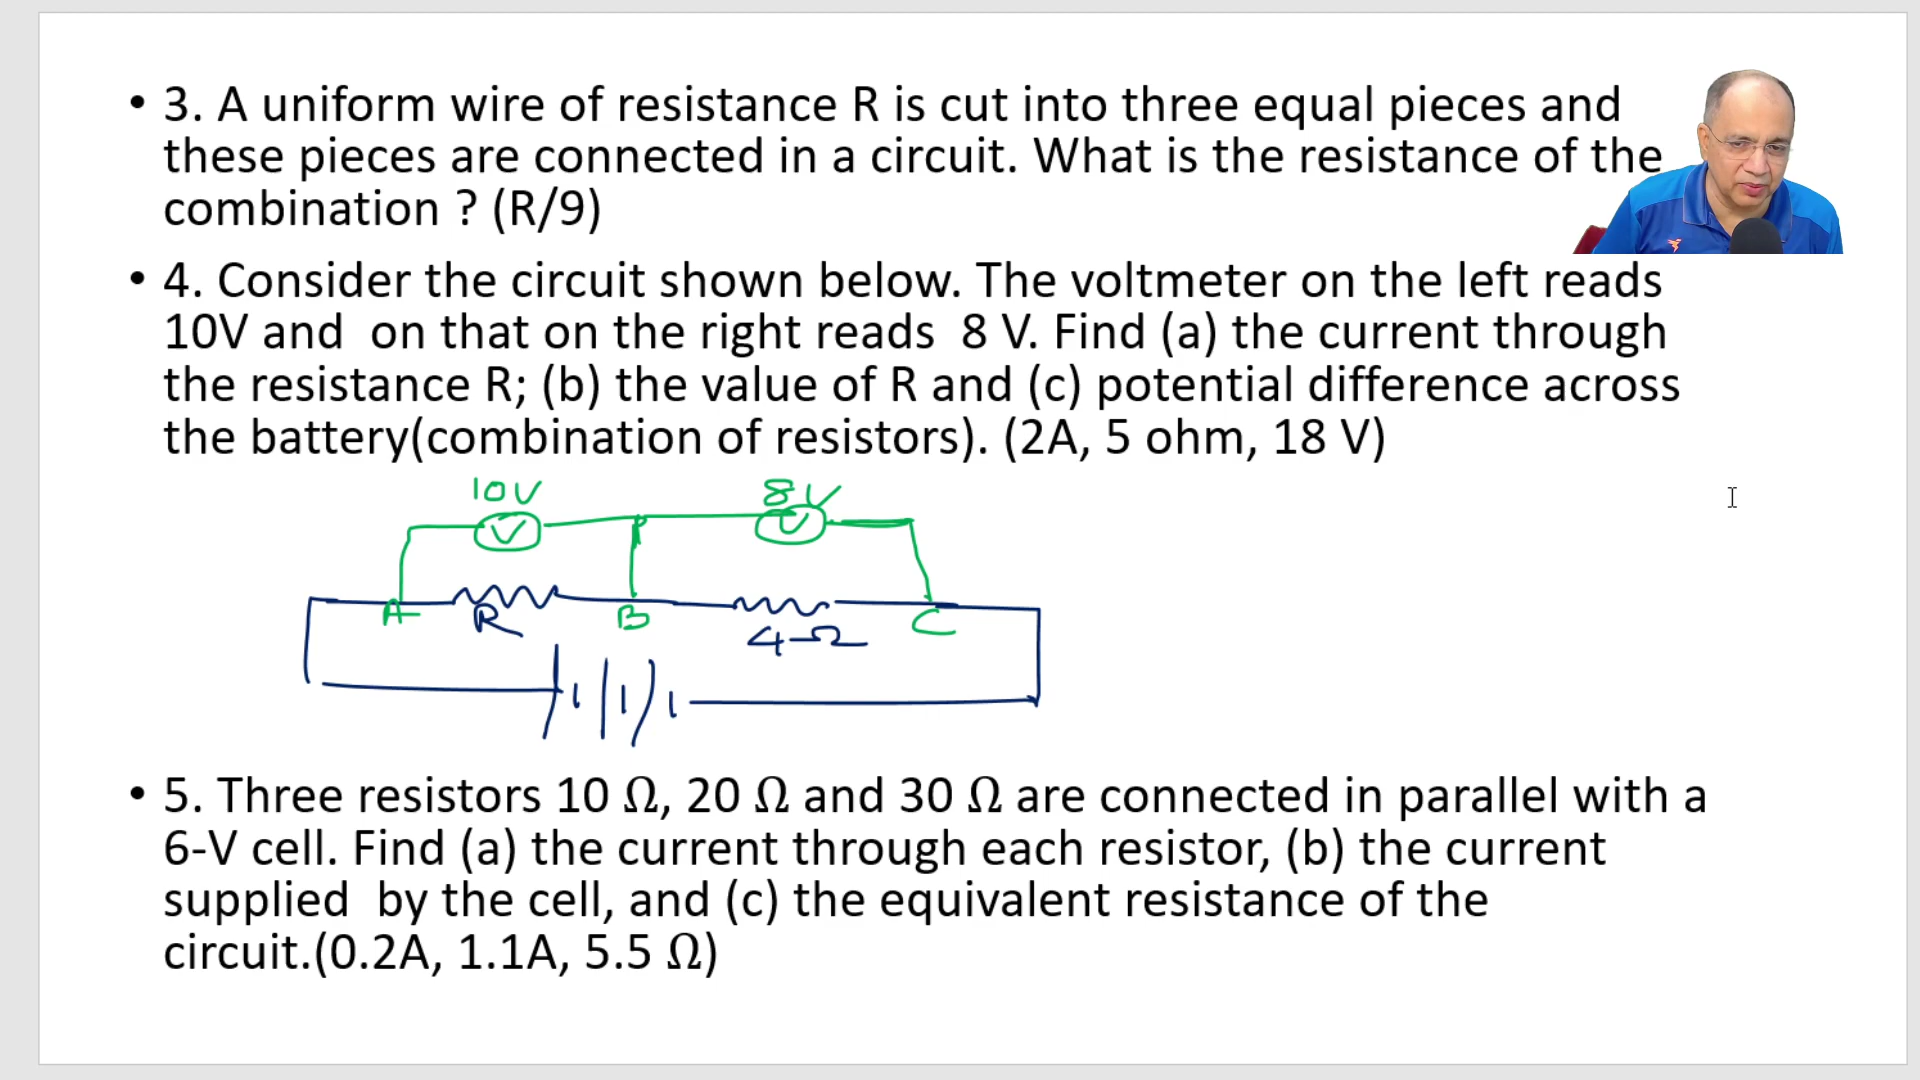 • 3. A uniform wire of resistance R is cut into three equal pieces and
these pieces are connected in a circuit. What is the resistance of the
combination ? (R/9)
• 4. Consider the circuit shown below. The voltmeter on the left reads
10V and  on that on the right reads  8 V. Find (a) the current through
the resistance R; (b) the value of R and (c) potential difference across
the battery(combination of resistors). (2A, 5 ohm, 18 V)
10V 8V
V V
A R B 4Ω C
• 5. Three resistors 10 Ω, 20 Ω and 30 Ω are connected in parallel with a
6-V cell. Find (a) the current through each resistor, (b) the current
supplied  by the cell, and (c) the equivalent resistance of the
circuit.(0.2A, 1.1A, 5.5 Ω)